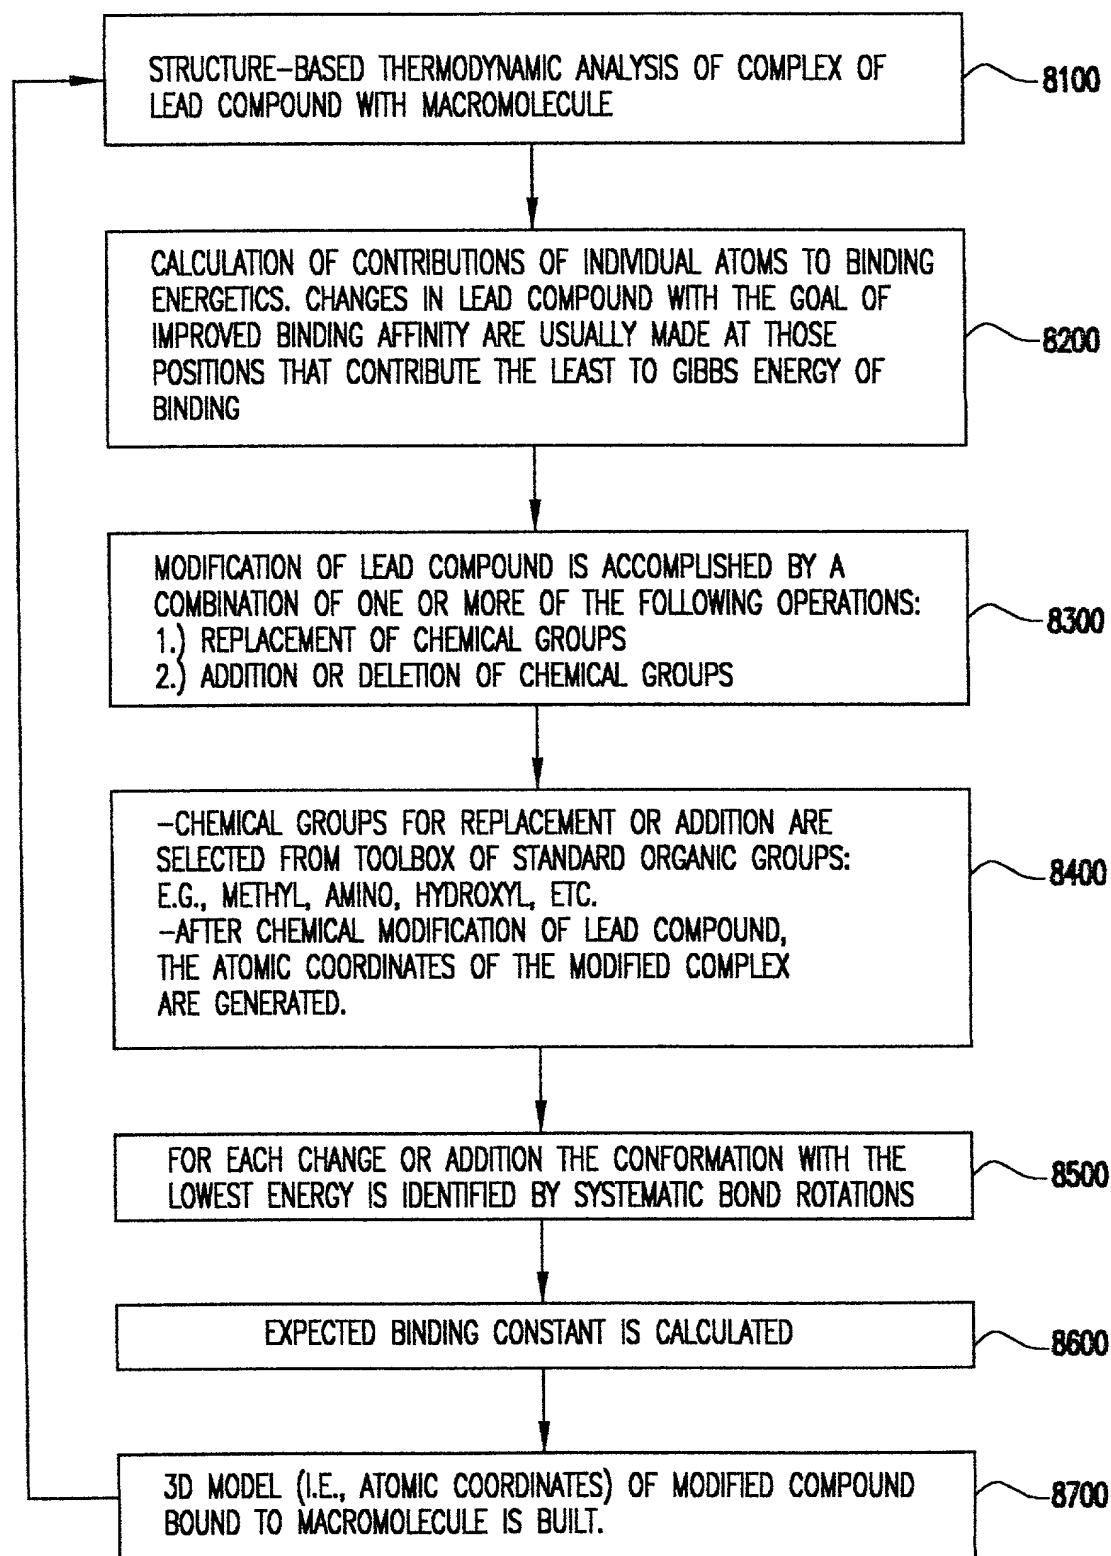 STRUCTURE-BASED THERMODYNAMIC ANALYSIS OF COMPLEX OF
LEAD COMPOUND WITH MACROMOLECULE
8100
CALCULATION OF CONTRIBUTIONS OF INDIVIDUAL ATOMS TO BINDING
ENERGETICS. CHANGES IN LEAD COMPOUND WITH THE GOAL OF
IMPROVED BINDING AFFINITY ARE USUALLY MADE AT THOSE
POSITIONS THAT CONTRIBUTE THE LEAST TO GIBBS ENERGY OF
BINDING
8200
MODIFICATION OF LEAD COMPOUND IS ACCOMPLISHED BY A
COMBINATION OF ONE OR MORE OF THE FOLLOWING OPERATIONS:
1.) REPLACEMENT OF CHEMICAL GROUPS
2.) ADDITION OR DELETION OF CHEMICAL GROUPS
8300
-CHEMICAL GROUPS FOR REPLACEMENT OR ADDITION ARE
SELECTED FROM TOOLBOX OF STANDARD ORGANIC GROUPS:
E.G., METHYL, AMINO, HYDROXYL, ETC.
-AFTER CHEMICAL MODIFICATION OF LEAD COMPOUND,
THE ATOMIC COORDINATES OF THE MODIFIED COMPLEX
ARE GENERATED.
8400
FOR EACH CHANGE OR ADDITION THE CONFORMATION WITH THE
LOWEST ENERGY IS IDENTIFIED BY SYSTEMATIC BOND ROTATIONS
8500
EXPECTED BINDING CONSTANT IS CALCULATED
8600
3D MODEL (I.E., ATOMIC COORDINATES) OF MODIFIED COMPOUND
BOUND TO MACROMOLECULE IS BUILT.
8700